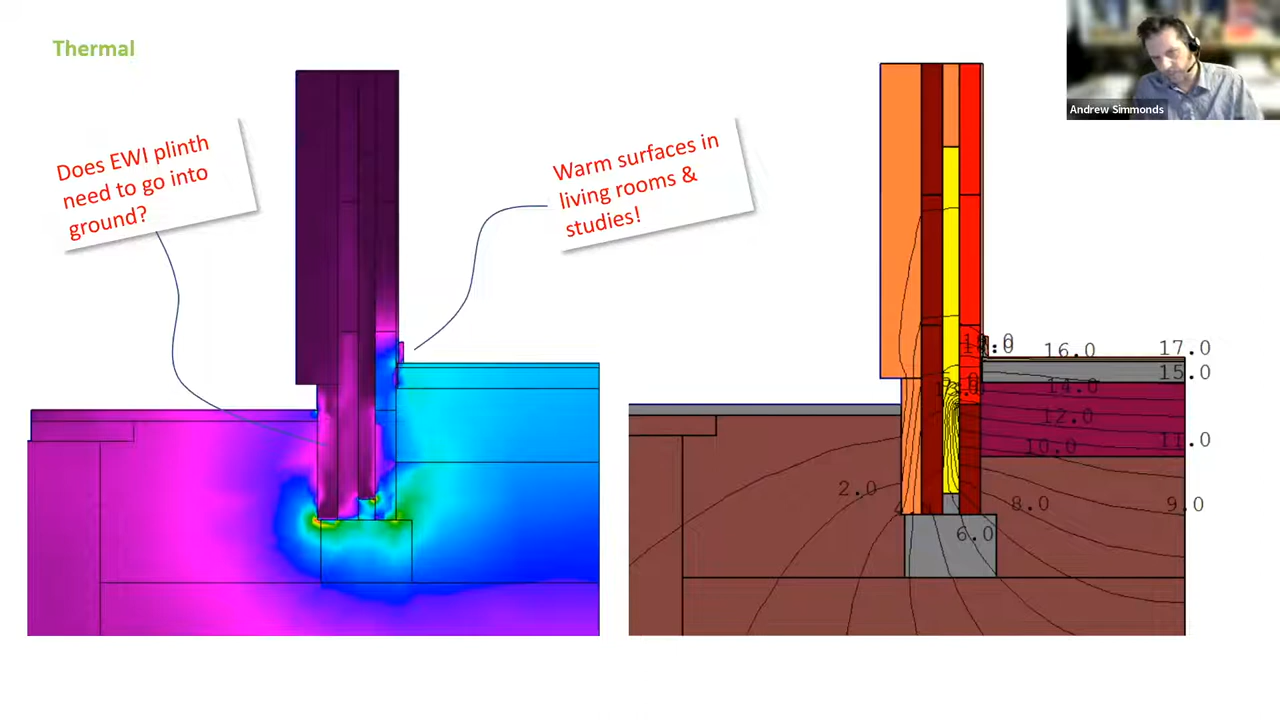 Thermal
Andrew Simmonds
Does EWI plinth
need to go into
ground?
Warm surfaces in
living rooms &
studies!
16.0
17.0
15.0
14.0
12.0
11.0
10.0
2.0
8.0
9.0
6.0